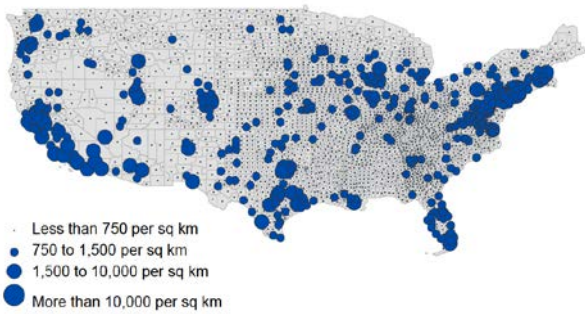 Less than 750 per sq km
750 to 1,500 per sq km
1,500 to 10,000 per sq km
More than 10,000 per sq km